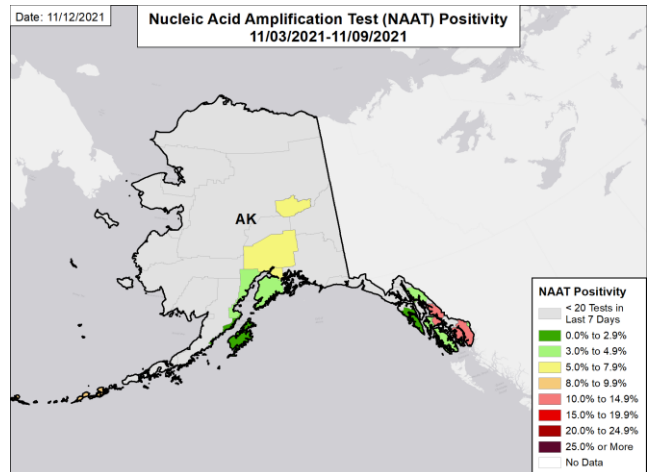 Date: 11/12/2021
Nucleic Acid Amplification Test (NAAT) Positivity
11/03/2021-11/09/2021
AK
NAAT Positivity
< 20 Tests in
Last 7 Days
0.0% to 2.9%
3.0% to 4.9%
5.0% to 7.9%
8.0% to 9.9%
10.0% to 14.9%
15.0% to 19.9%
20.0% to 24.9%
25.0% or More
No Data